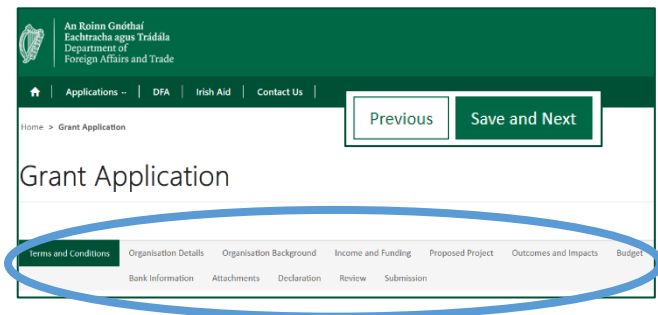 An Roinn Gnóthaí
Eachtracha agus Trádála
Department of
Foreign Affairs and Trade
Applications
DFA
Irish Aid
Contact Us
Home > Grant Application
Previous
Save and Next
Grant Application
Terms and Conditions Organisation Details Organisation Background Income and Funding Proposed Project Outcomes and Impacts Budget
Bank Information Attachments Declaration Review Submission